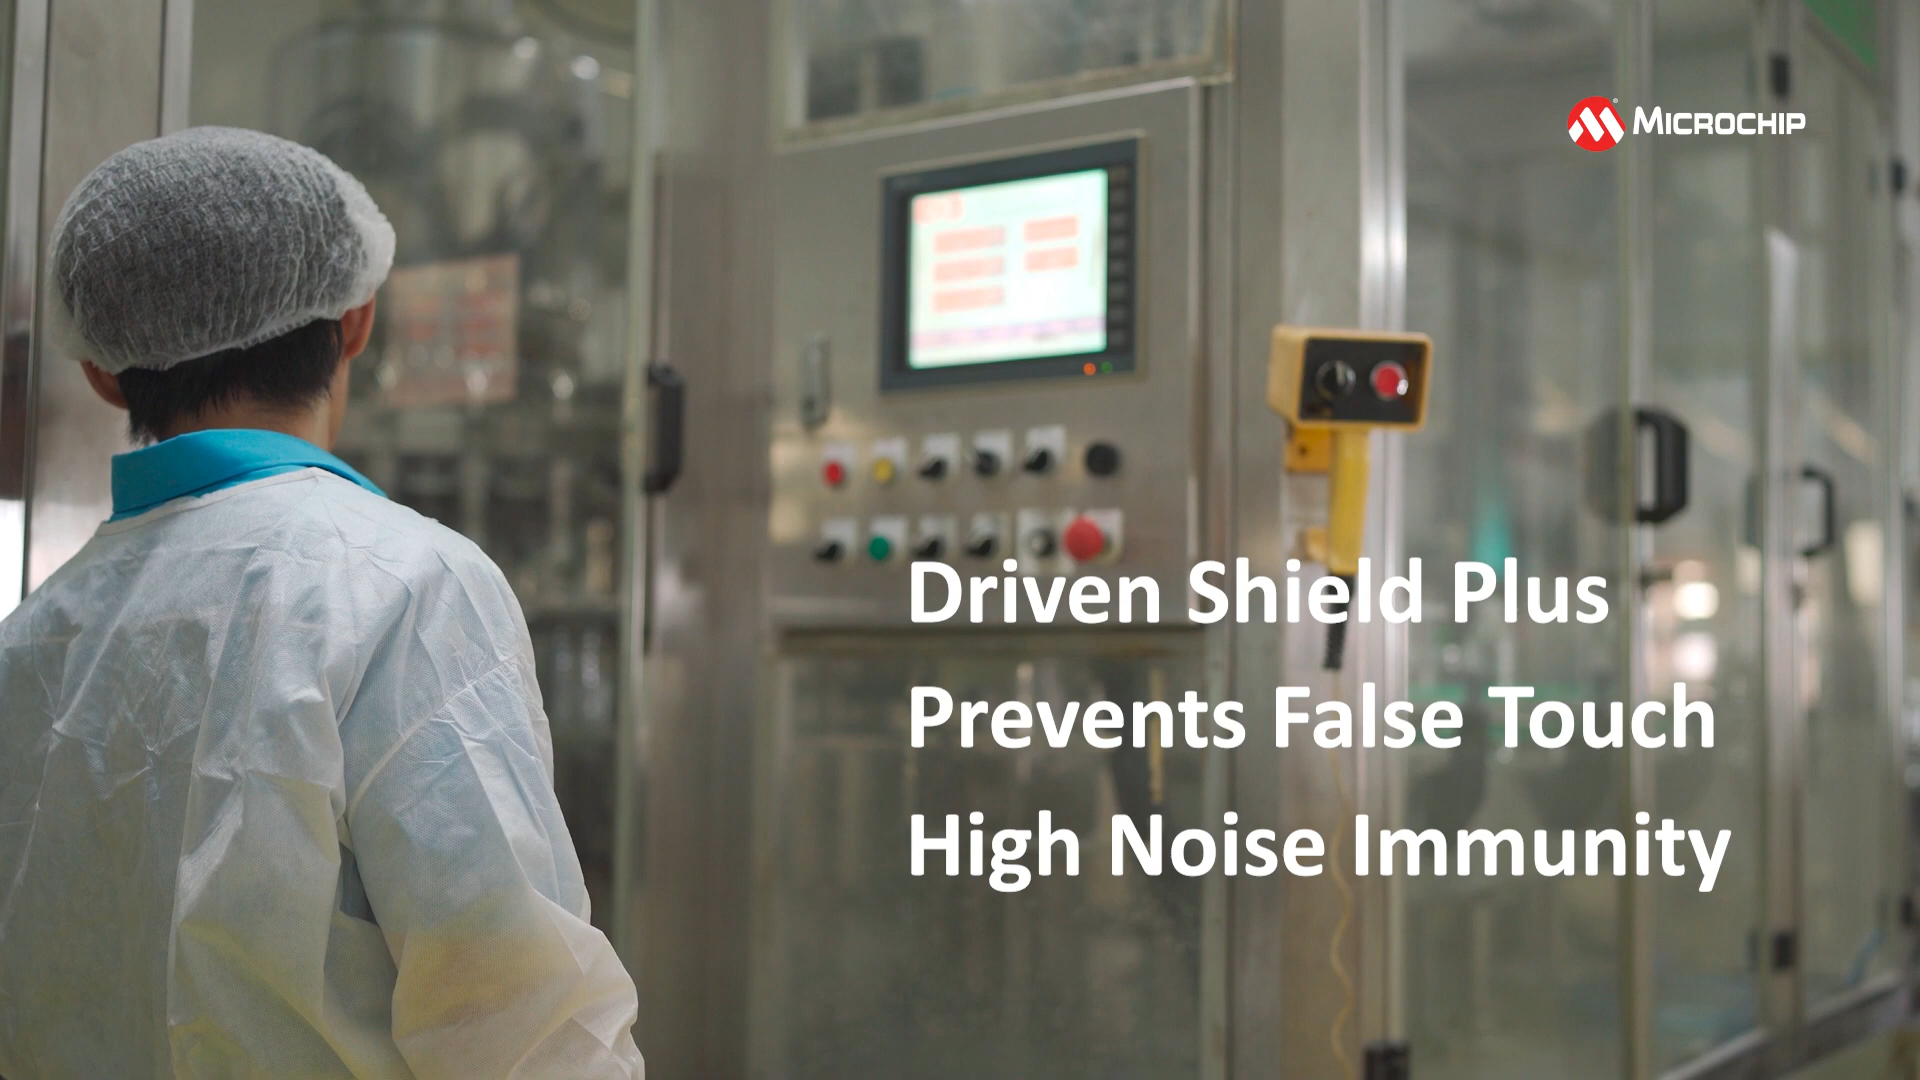 MICROCHIP
Driven Shield Plus
Prevents False Touch
High Noise Immunity